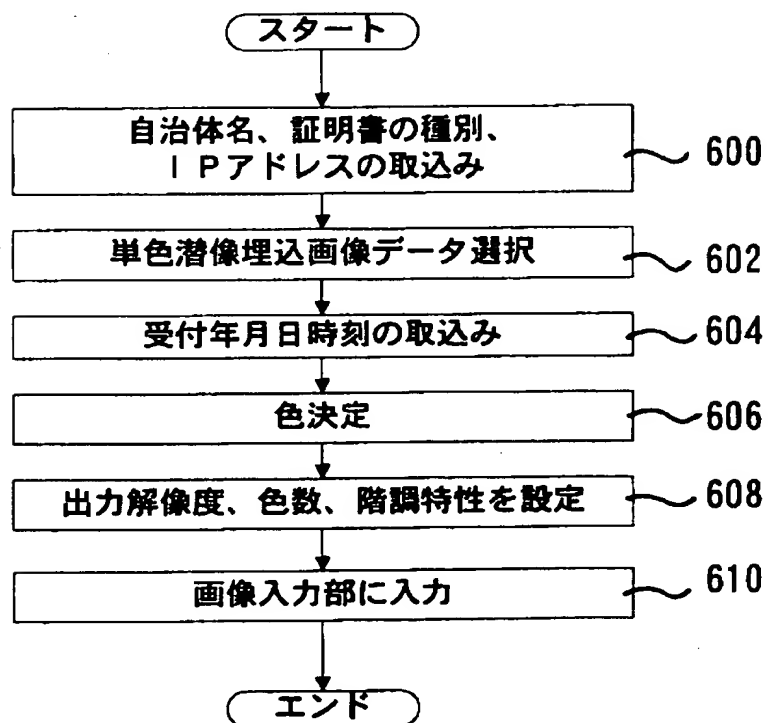 スタート
自治体名、証明書の種別、
ＩＰアドレスの取込み
600
単色潜像埋込画像データ選択
602
受付年月日時刻の取込み
604
色決定
606
出力解像度、色数、階調特性を設定
608
画像入力部に入力
610
エンド